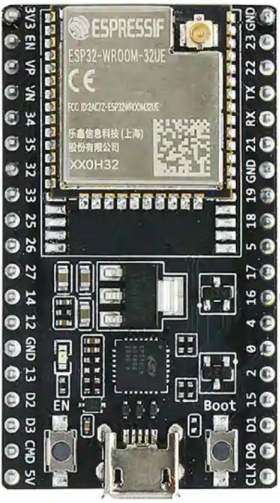 ESPRESSIF
ESP32-WROOM-32UE
CE
FCC ID:2AC7Z-ESP32WROOM32UE
乐鑫信息科技(上海)
股份有限公司
XX0H32
3V3
EN
VP
VN
34
35
32
33
25
26
27
14
12
GND
13
D2
D3
CMD
5V
GND
23
22
TX
RX
21
GND
19
18
5
17
16
4
0
2
15
D1
D0
CLK
EN
Boot